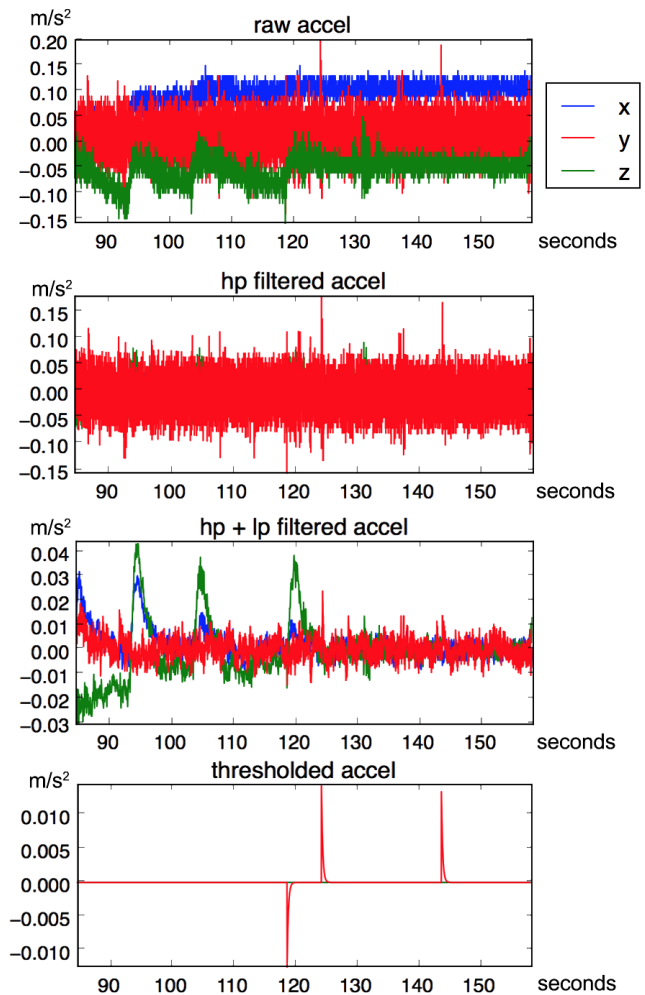 m/s²
raw accel
0.20
0.15
0.10
0.05
−0.05
−0.00
−0.05
−0.10
−0.15
90 100 110 120 130 140 150 seconds
x
y
z
m/s²
hp filtered accel
0.15
0.10
0.05
0.00
−0.05
−0.10
−0.15
90 100 110 120 130 140 150 seconds
m/s²
hp + lp filtered accel
0.04
0.03
0.02
0.01
0.00
−0.01
−0.02
−0.03
90 100 110 120 130 140 150 seconds
m/s²
thresholded accel
0.010
0.005
0.000
−0.005
−0.010
90 100 110 120 130 140 150 seconds